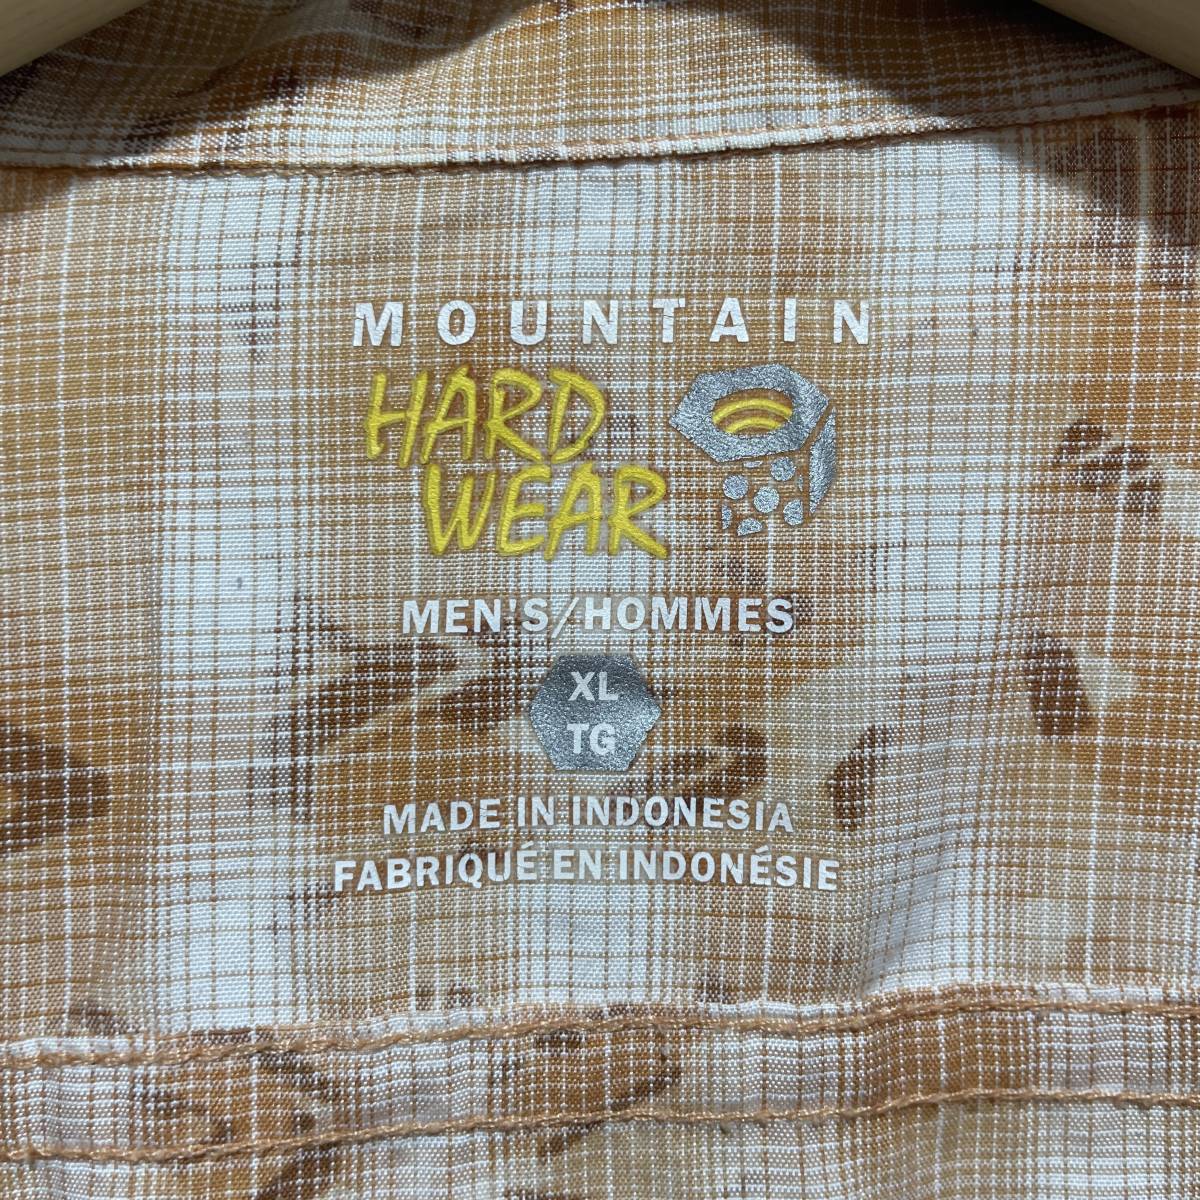 MOUNTAIN
HARD
WEAR
MEN'S/HOMMES
XL
TG
MADE IN INDONESIA
FABRIQUÉ EN INDONÉSIE